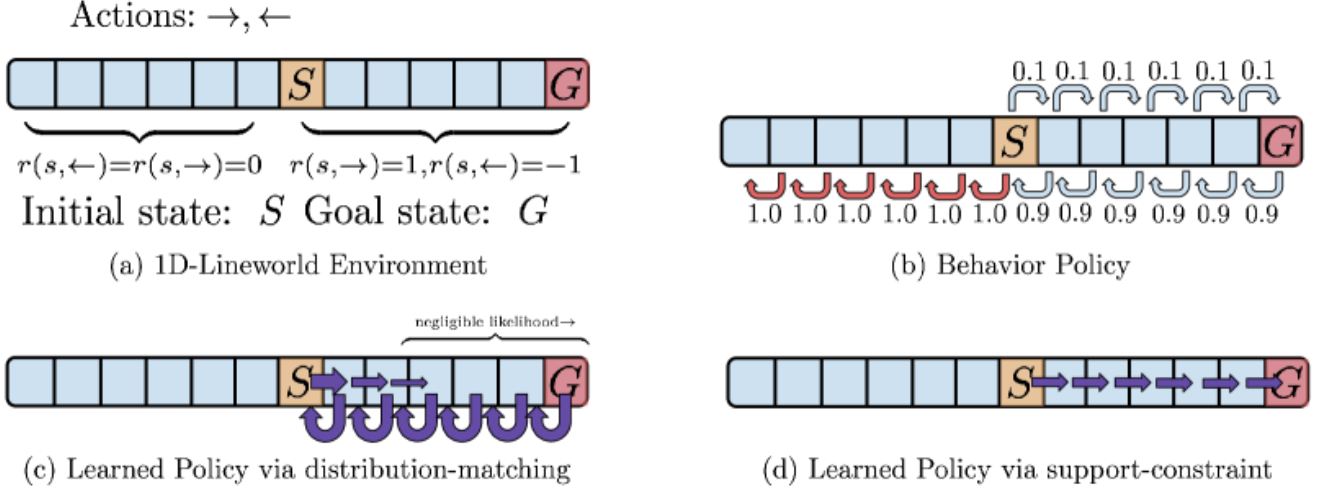 Actions: →,←
S G
r(s,←)=r(s,→)=0 r(s,→)=1,r(s,←)=−1
Initial state: S Goal state: G
(a) 1D-Lineworld Environment
0.1 0.1 0.1 0.1 0.1 0.1
S G
1.0 1.0 1.0 1.0 1.0 1.0 0.9 0.9 0.9 0.9 0.9 0.9
(b) Behavior Policy
negligible likelihood→
S G
(c) Learned Policy via distribution-matching
S G
(d) Learned Policy via support-constraint